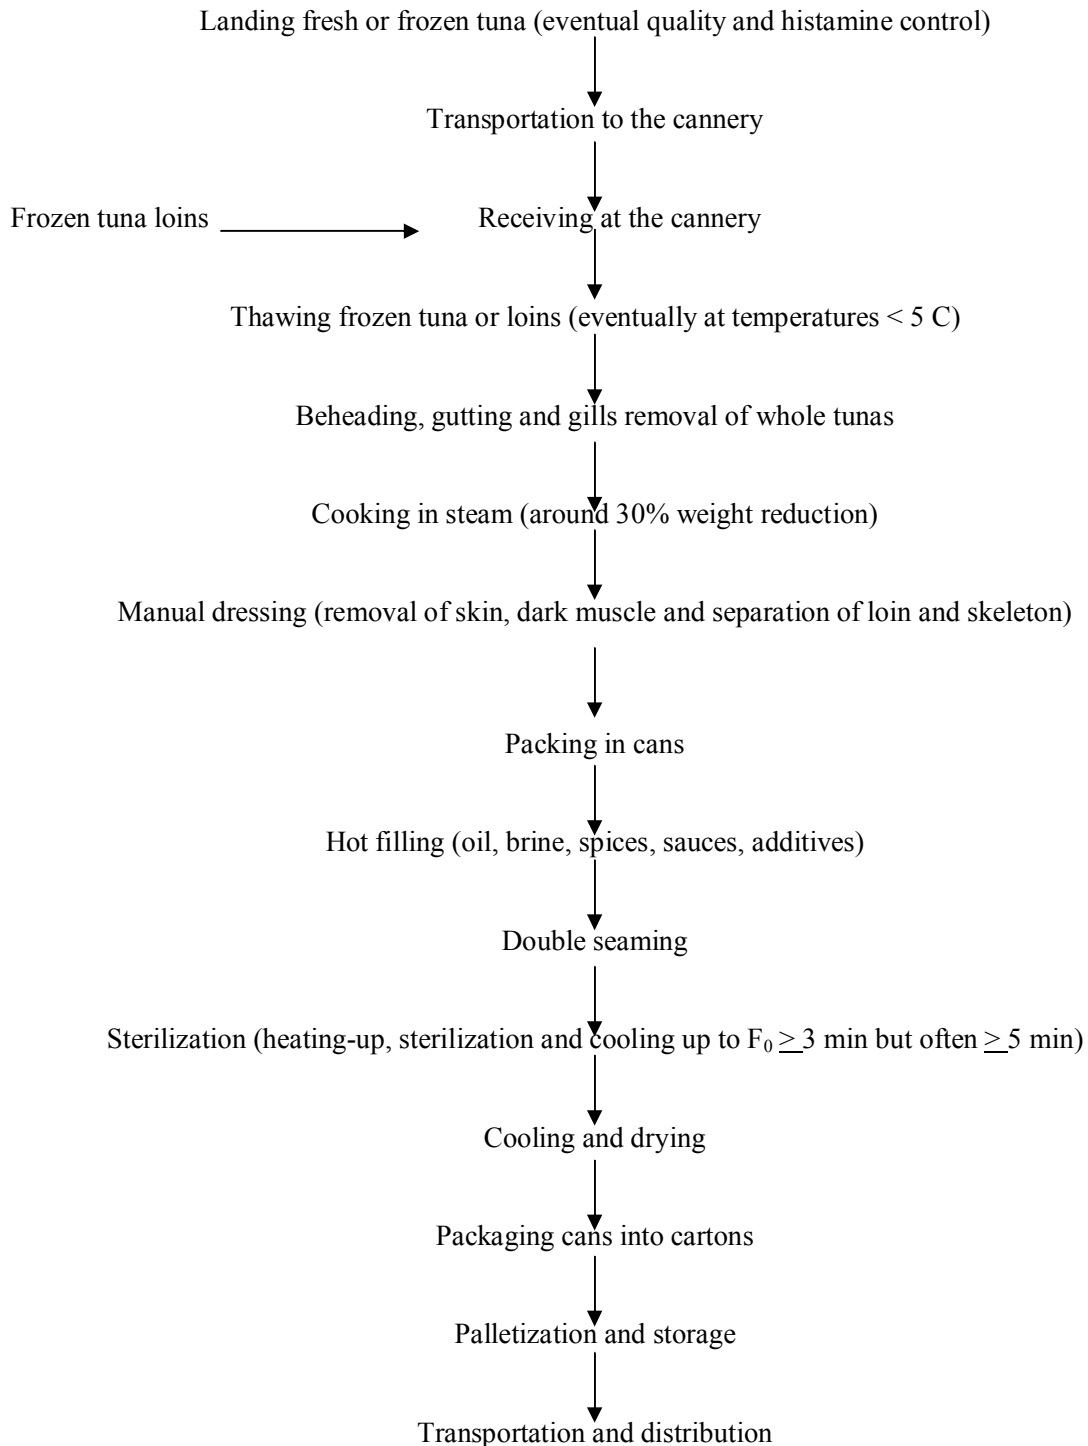 Landing fresh or frozen tuna (eventual quality and histamine control)
Transportation to the cannery
Frozen tuna loins
Receiving at the cannery
Thawing frozen tuna or loins (eventually at temperatures < 5 C)
Beheading, gutting and gills removal of whole tunas
Cooking in steam (around 30% weight reduction)
Manual dressing (removal of skin, dark muscle and separation of loin and skeleton)
Packing in cans
Hot filling (oil, brine, spices, sauces, additives)
Double seaming
Sterilization (heating-up, sterilization and cooling up to F₀ ≥ 3 min but often ≥ 5 min)
Cooling and drying
Packaging cans into cartons
Palletization and storage
Transportation and distribution